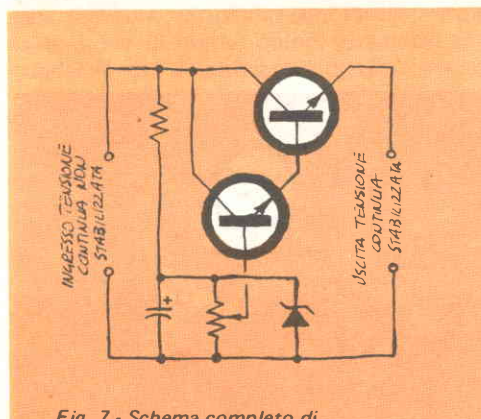 INGRESSO TENSIONE
CONTINUA NON
STABILIZZATA
+
USCITA TENSIONE
CONTINUA
STABILIZZATA
Fig. 7 - Schema completo di